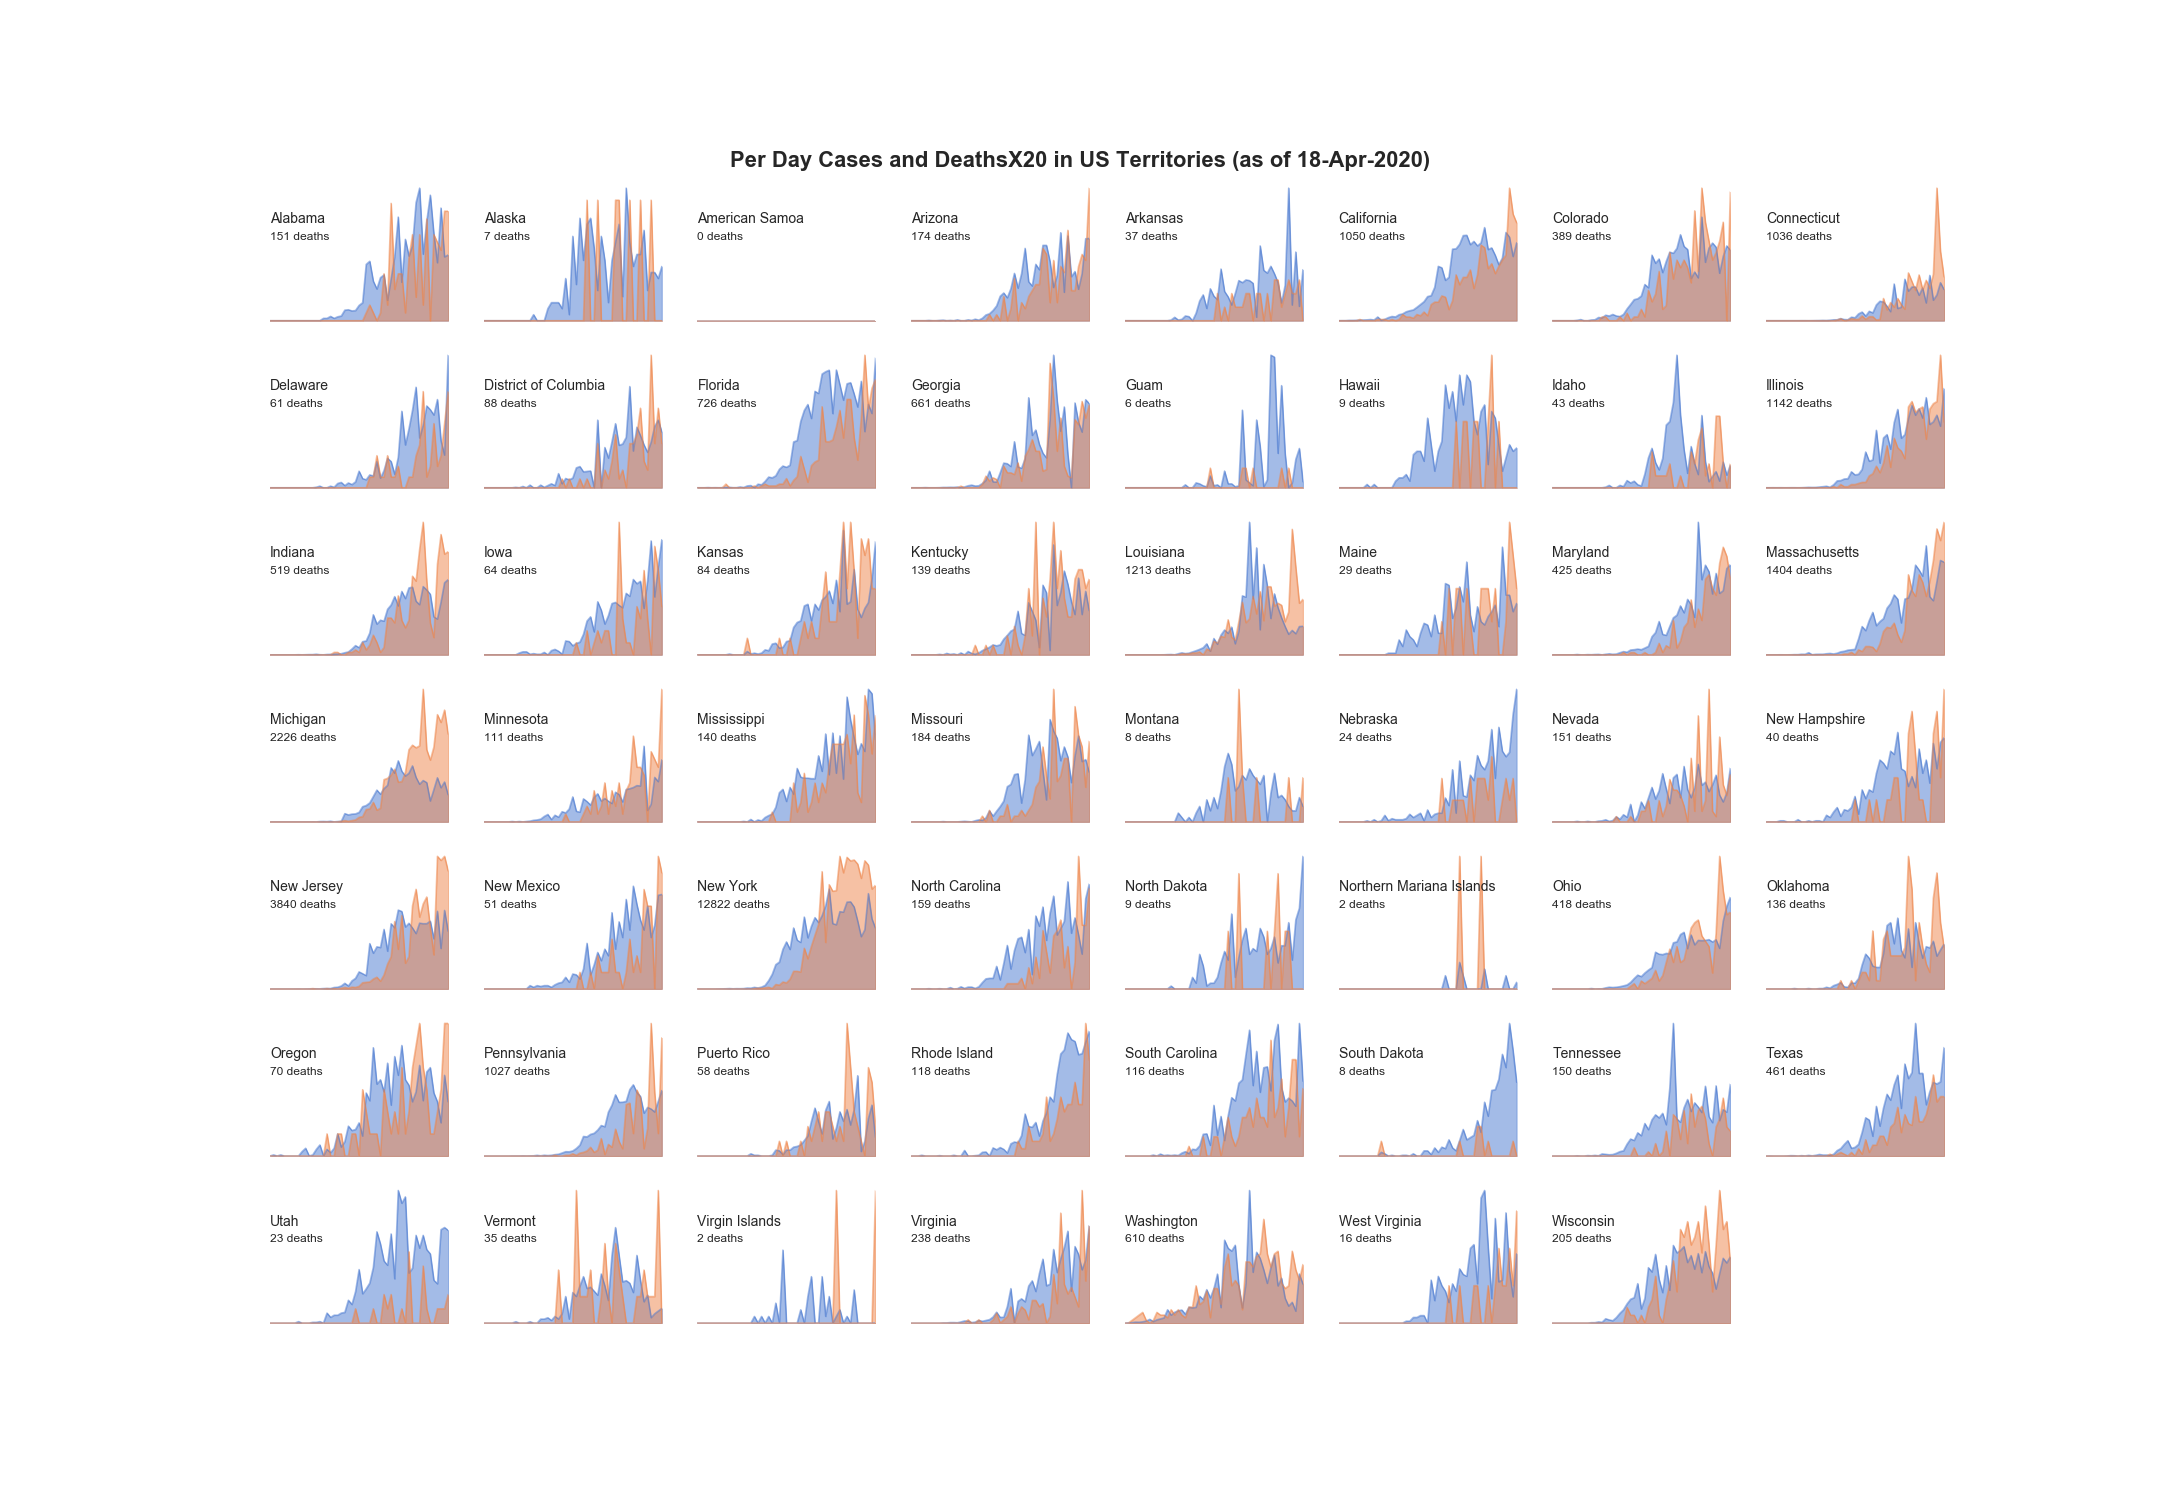 Per Day Cases and DeathsX20 in US Territories (as of 18-Apr-2020)
Alabama
151 deaths
Alaska
7 deaths
American Samoa
0 deaths
Arizona
174 deaths
Arkansas
37 deaths
California
1050 deaths
Colorado
389 deaths
Connecticut
1036 deaths
Delaware
61 deaths
District of Columbia
88 deaths
Florida
726 deaths
Georgia
661 deaths
Guam
6 deaths
Hawaii
9 deaths
Idaho
43 deaths
Illinois
1142 deaths
Indiana
519 deaths
Iowa
64 deaths
Kansas
84 deaths
Kentucky
139 deaths
Louisiana
1213 deaths
Maine
29 deaths
Maryland
425 deaths
Massachusetts
1404 deaths
Michigan
2226 deaths
Minnesota
111 deaths
Mississippi
140 deaths
Missouri
184 deaths
Montana
8 deaths
Nebraska
24 deaths
Nevada
151 deaths
New Hampshire
40 deaths
New Jersey
3840 deaths
New Mexico
51 deaths
New York
12822 deaths
North Carolina
159 deaths
North Dakota
9 deaths
Northern Mariana Islands
2 deaths
Ohio
418 deaths
Oklahoma
136 deaths
Oregon
70 deaths
Pennsylvania
1027 deaths
Puerto Rico
58 deaths
Rhode Island
118 deaths
South Carolina
116 deaths
South Dakota
8 deaths
Tennessee
150 deaths
Texas
461 deaths
Utah
23 deaths
Vermont
35 deaths
Virgin Islands
2 deaths
Virginia
238 deaths
Washington
610 deaths
West Virginia
16 deaths
Wisconsin
205 deaths